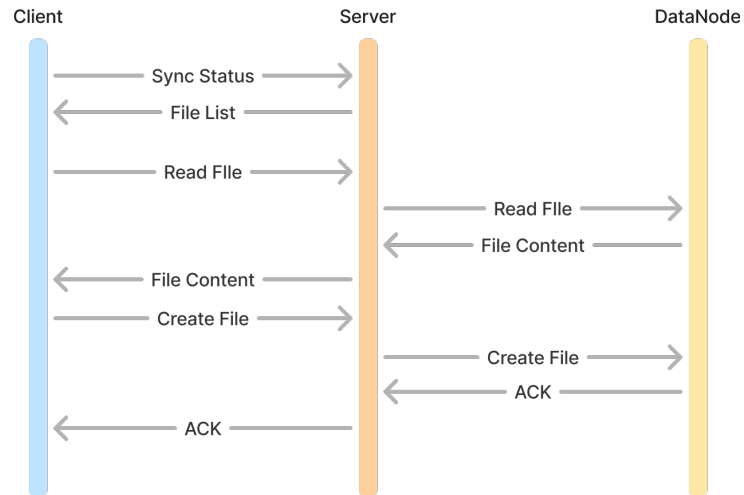 Client
Server
DataNode
Sync Status
File List
Read FIle
Read FIle
File Content
File Content
Create File
Create File
ACK
ACK